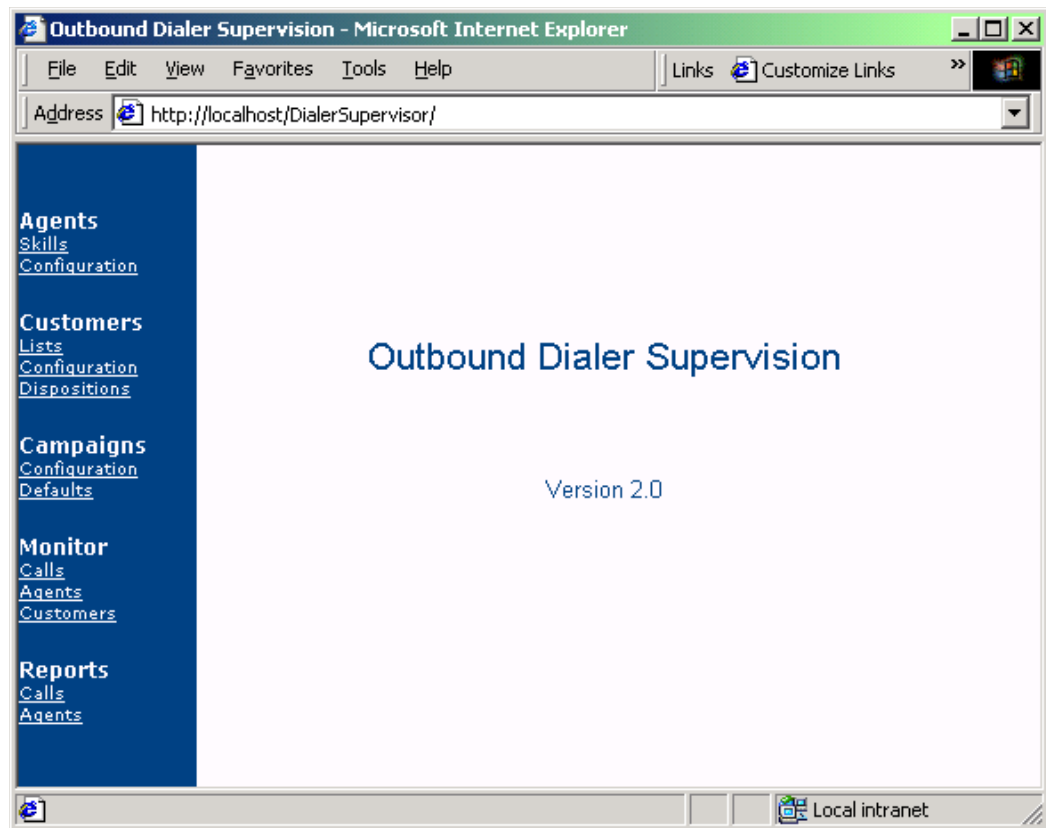 Outbound Dialer Supervision - Microsoft Internet Explorer
File Edit View Favorites Tools Help Links Customize Links »
Address http://localhost/DialerSupervisor/
Agents
Skills
Configuration
Customers
Lists
Configuration
Dispositions
Campaigns
Configuration
Defaults
Monitor
Calls
Agents
Customers
Reports
Calls
Agents
Outbound Dialer Supervision
Version 2.0
Local intranet